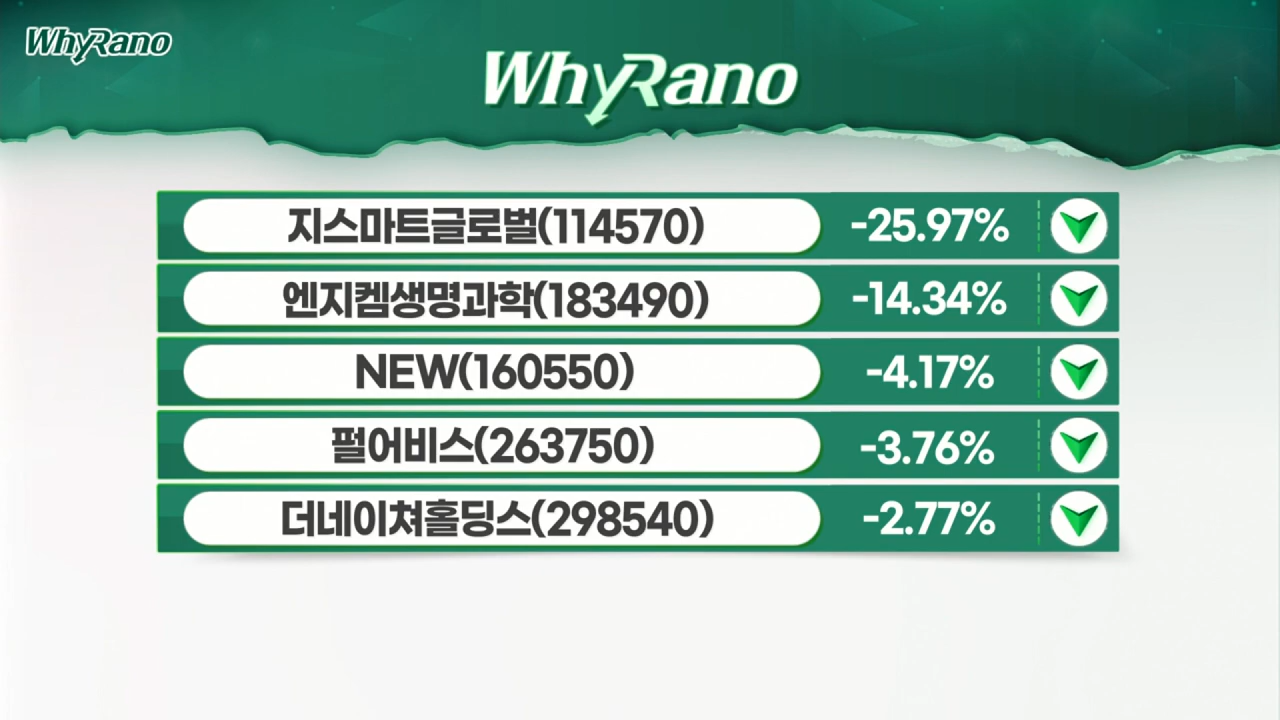 WhyRano
WhyRano
지스마트글로벌(114570) -25.97%
엔지켐생명과학(183490) -14.34%
NEW(160550) -4.17%
펄어비스(263750) -3.76%
더네이쳐홀딩스(298540) -2.77%